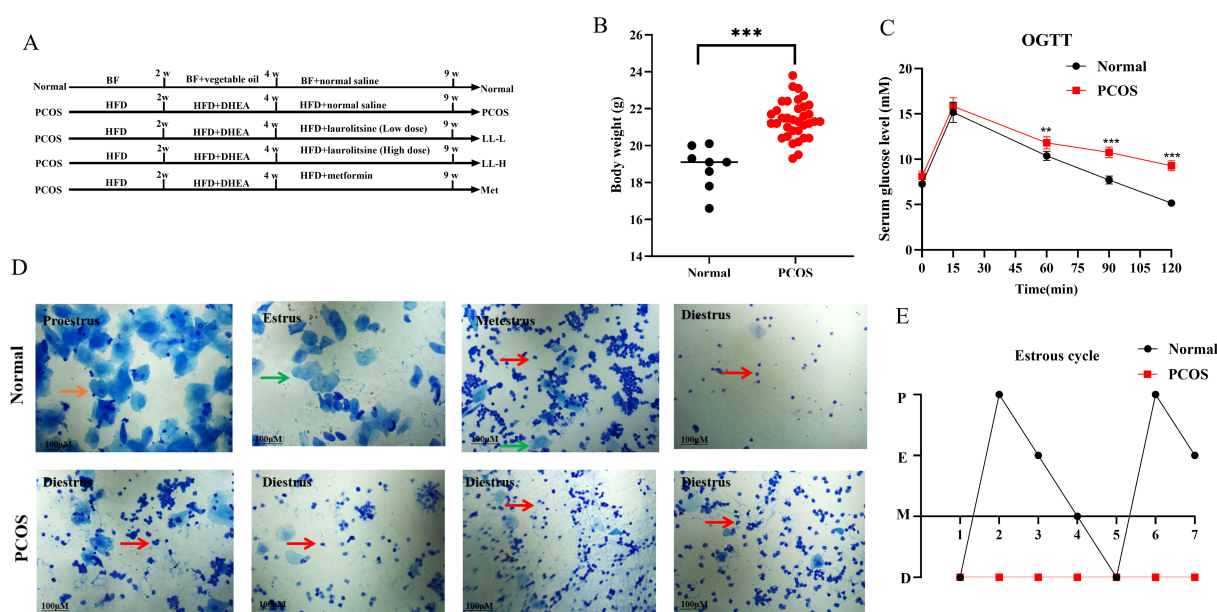 A
BF
2 w
BF+vegetable oil
4 w
BF+normal saline
9 w
Normal
Normal
HFD
2w
HFD+DHEA
4 w
HFD+normal saline
9 w
PCOS
PCOS
HFD
2w
HFD+DHEA
4 w
HFD+laurolitsine (Low dose)
9 w
PCOS
LL-L
HFD
2w
HFD+DHEA
4 w
HFD+laurolitsine (High dose)
9 w
PCOS
LL-H
HFD
2w
HFD+DHEA
4 w
HFD+metformin
9 w
PCOS
Met
B
***
26
24
22
20
18
16
14
Body weight (g)
Normal
PCOS
C
OGTT
Normal
PCOS
20
15
10
5
0
Serum glucose level (mM)
**
***
***
0 15 30 45 60 75 90 105 120
Time(min)
D
Normal
Proestrus
100μM
Estrus
100μM
Metestrus
100μM
Diestrus
100μM
PCOS
Diestrus
100μM
Diestrus
100μM
Diestrus
100μM
Diestrus
100μM
E
Estrous cycle
Normal
PCOS
P
E
M
D
1 2 3 4 5 6 7